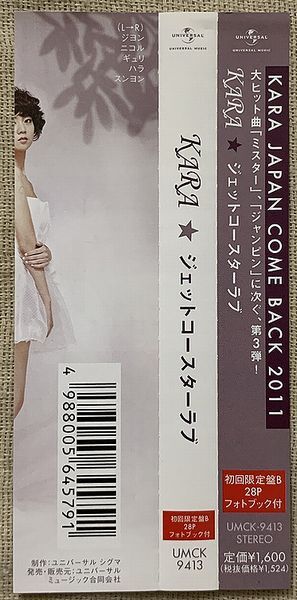 (L→R)
ジヨン
ニコル
ギュリ
ハラ
スンヨン
4 988005 645791
制作：ユニバーサル シグマ
発売・販売元：ユニバーサル
ミュージック合同会社
UNIVERSAL
UNIVERSAL MUSIC
KARA ★ ジェットコースターラブ
初回限定盤B
28P
フォトブック付
UMCK
9413
UNIVERSAL
UNIVERSAL MUSIC
KARA JAPAN COME BACK 2011
大ヒット曲「ミスター」、「ジャンピン」に次ぐ、第3弾！
KARA ★ ジェットコースターラブ
初回限定盤B
28P
フォトブック付
UMCK-9413
STEREO
定価¥1,600
(税抜価格¥1,524)